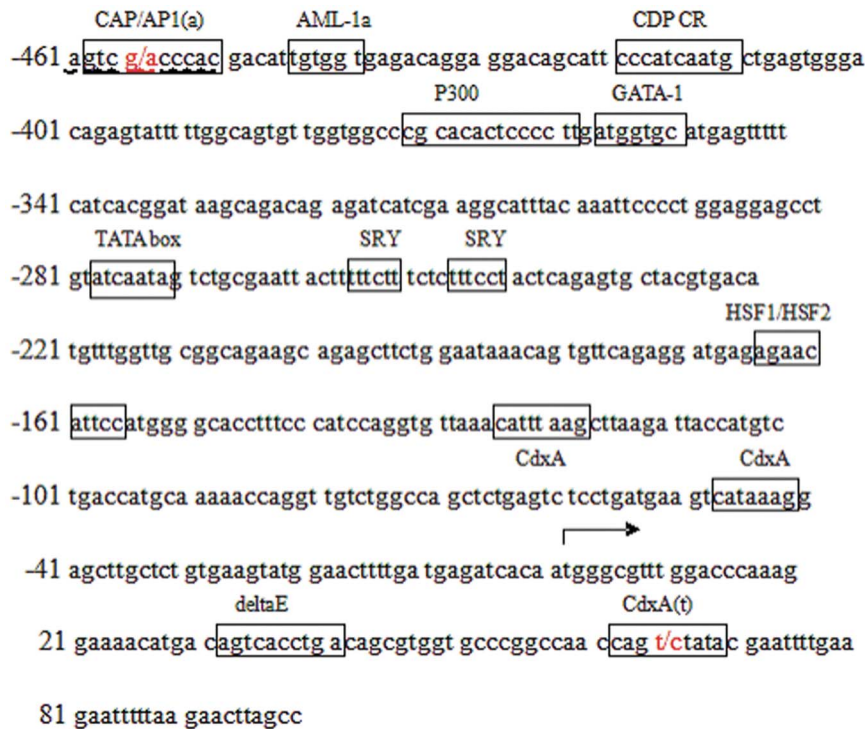 CAP/AP1(a) AML-1a CDP CR
-461 agtcg/acccac gacattgtggt gagacagga ggacagcatt cccatcaatg ctgagtggga
P300 GATA-1
-401 cagagtattt ttggcagtgt tggtggcccg cacactcccc ttgatggtgc atgagttttt
-341 catcacggat aagcagacag agatcatcga aggcatttac aaattcccct ggaggagcct
TATA box SRY SRY
-281 gtatcaatag tctgcgaatt actttttctt tctctttcct actcagagtg ctacgtgaca
HSF1/HSF2
-221 tgtttggttg cggcagaagc agagcttctg gaataaacag tgttcagagg atgagagaac
-161 attccatggg gcacctttcc catccaggtg ttaaacattt aagcttaaga ttaccatgtc
CdxA CdxA
-101 tgaccatgca aaaaccaggt tgtctggcca gctctgagtc tcctgatgaa gtcataaagg
-41 agcttgctct gtgaagtatg gaacttttga tgagatcaca atgggcgttt ggacccaaag
deltaE CdxA(t)
21 gaaaacatga cagtcacctg acagcgtggt gcccggccaa ccag t/ctatac gaattttgaa
81 gaatttttaa gaacttagcc